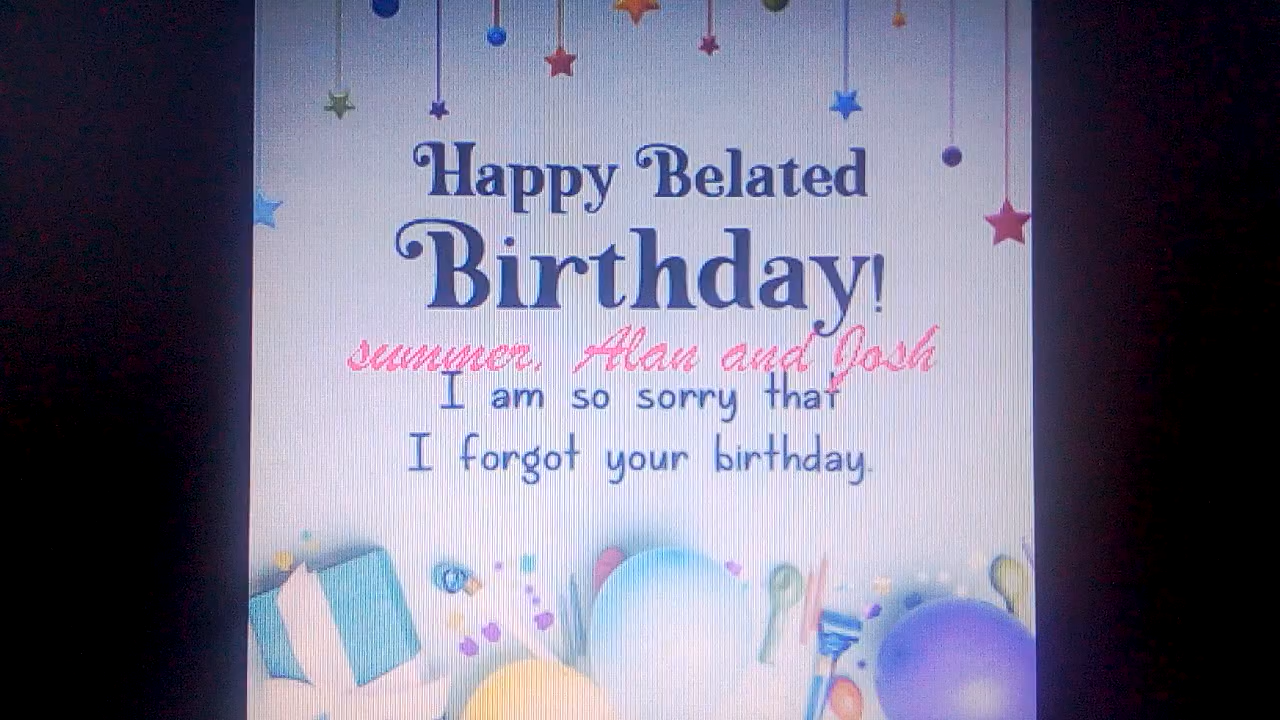 Happy Belated
Birthday!
summer, Alan and Josh
I am so sorry that
I forgot your birthday.